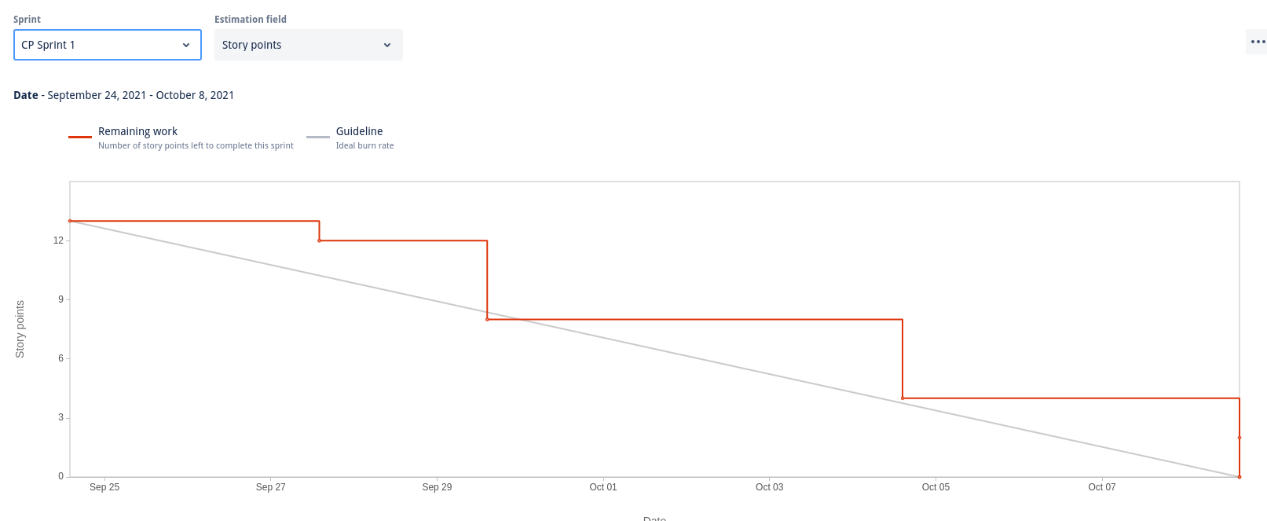 Sprint
Estimation field
CP Sprint 1
Story points
Date - September 24, 2021 - October 8, 2021
Remaining work
Number of story points left to complete this sprint
Guideline
Ideal burn rate
Story points
12
9
6
3
0
Sep 25
Sep 27
Sep 29
Oct 01
Oct 03
Oct 05
Oct 07
Date